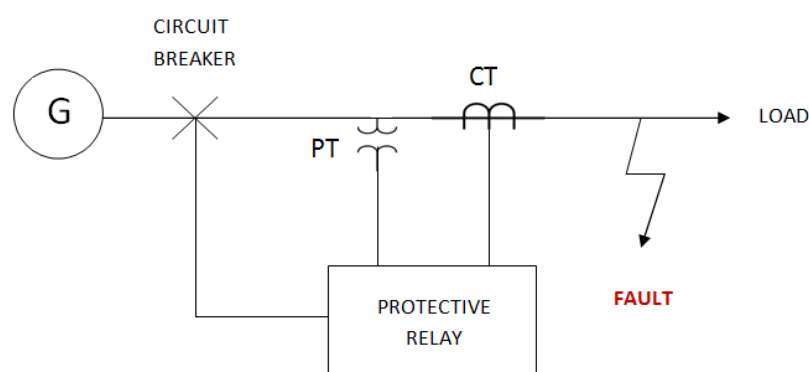 CIRCUIT
BREAKER
G
CT
PT
LOAD
FAULT
PROTECTIVE
RELAY